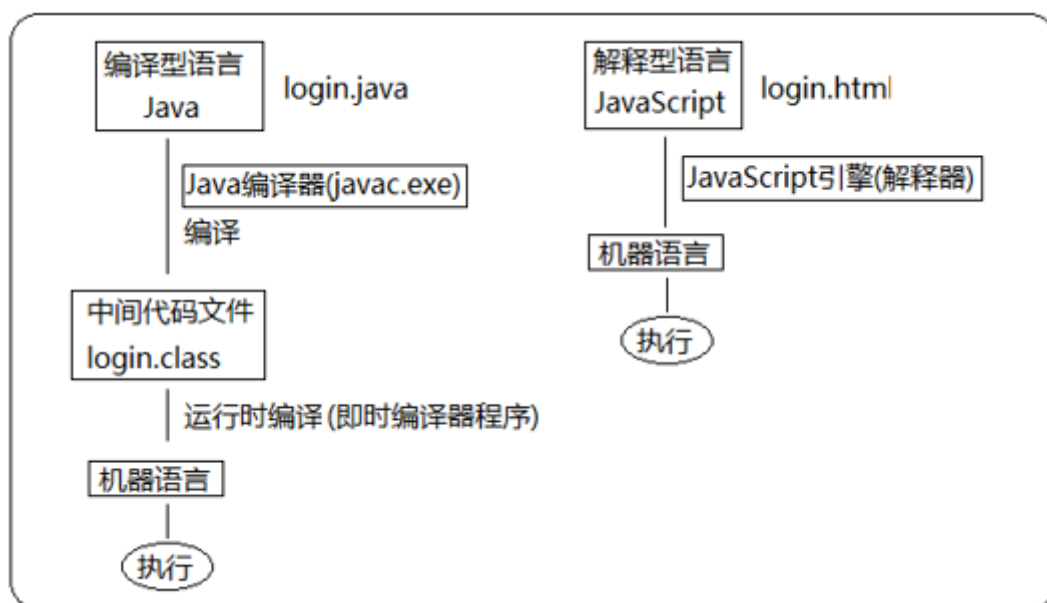 编译型语言
Java
login.java
Java编译器(javac.exe)
编译
中间代码文件
login.class
运行时编译(即时编译器程序)
机器语言
执行
解释型语言
JavaScript
login.html
JavaScript引擎(解释器)
机器语言
执行